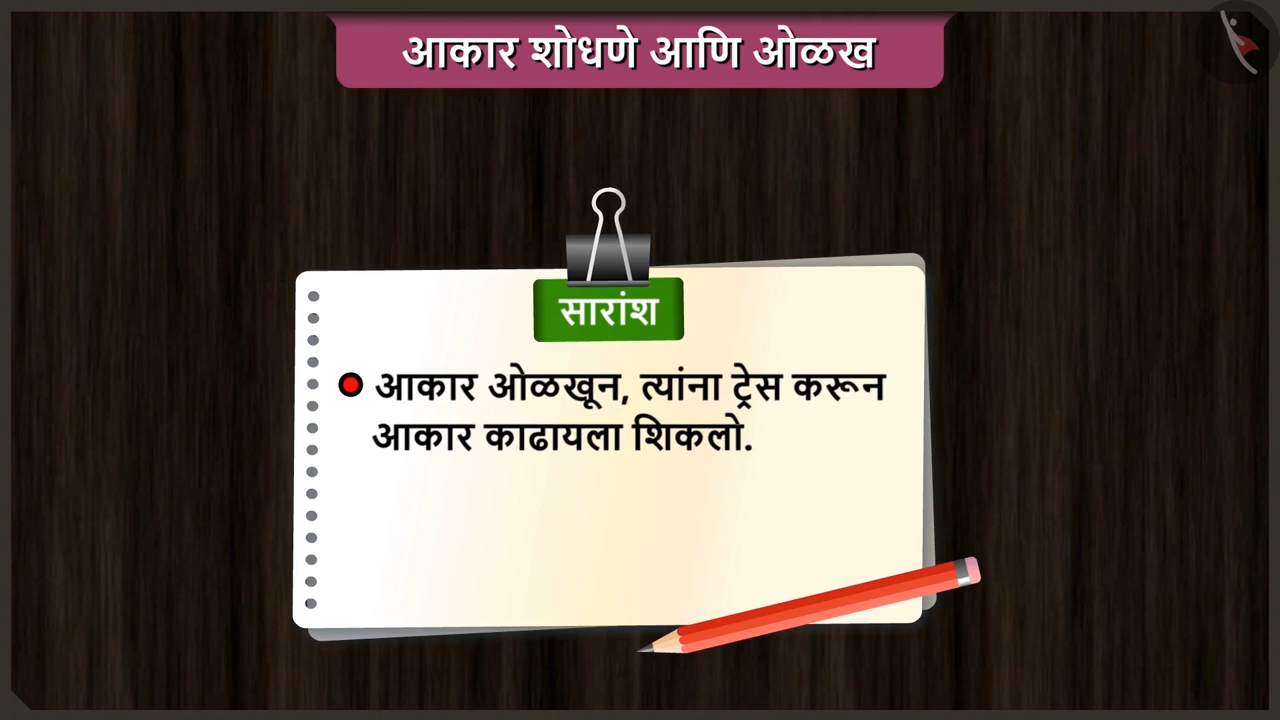 आकार शोधणे आणि ओळख
सारांश
आकार ओळखून, त्यांना ट्रेस करून
आकार काढायला शिकलो.